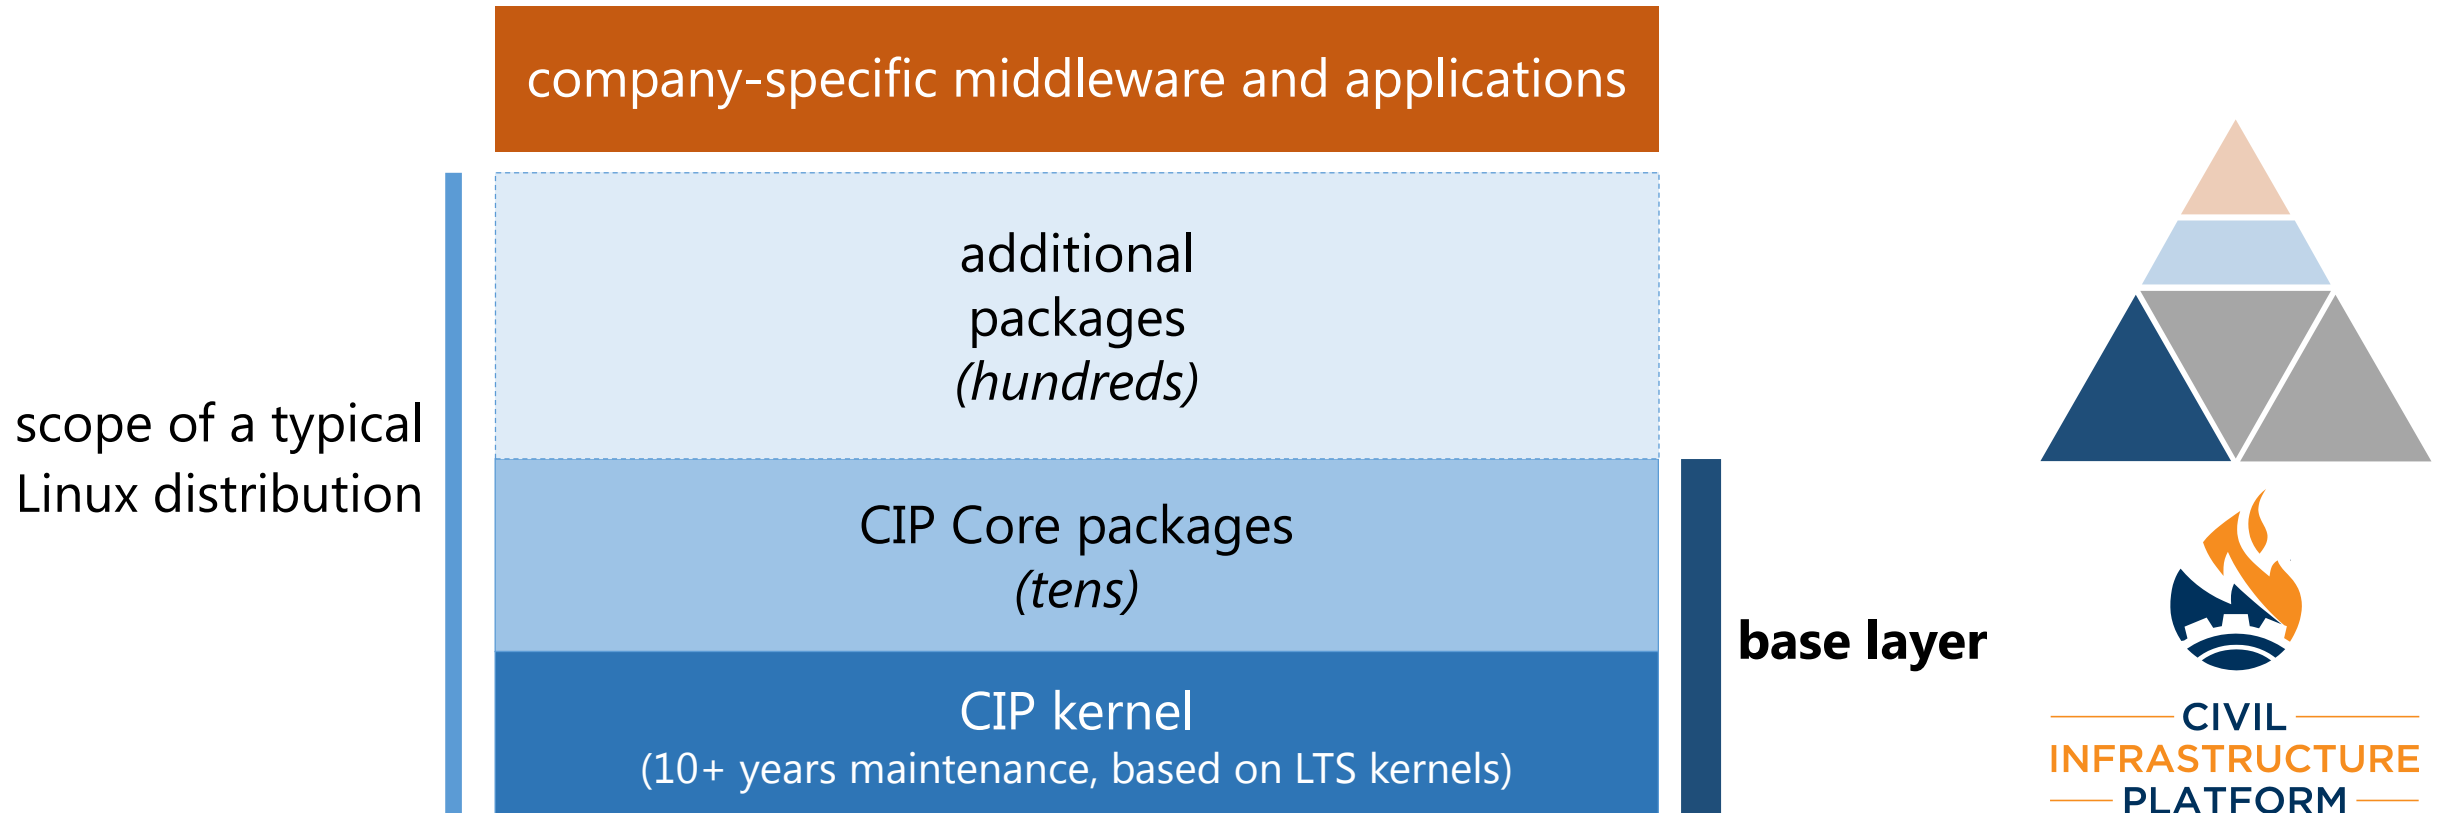 company-specific middleware and applications
additional
packages
(hundreds)
scope of a typical
Linux distribution
CIP Core packages
(tens)
base layer
CIP kernel
(10+ years maintenance, based on LTS kernels)
CIVIL
INFRASTRUCTURE
PLATFORM